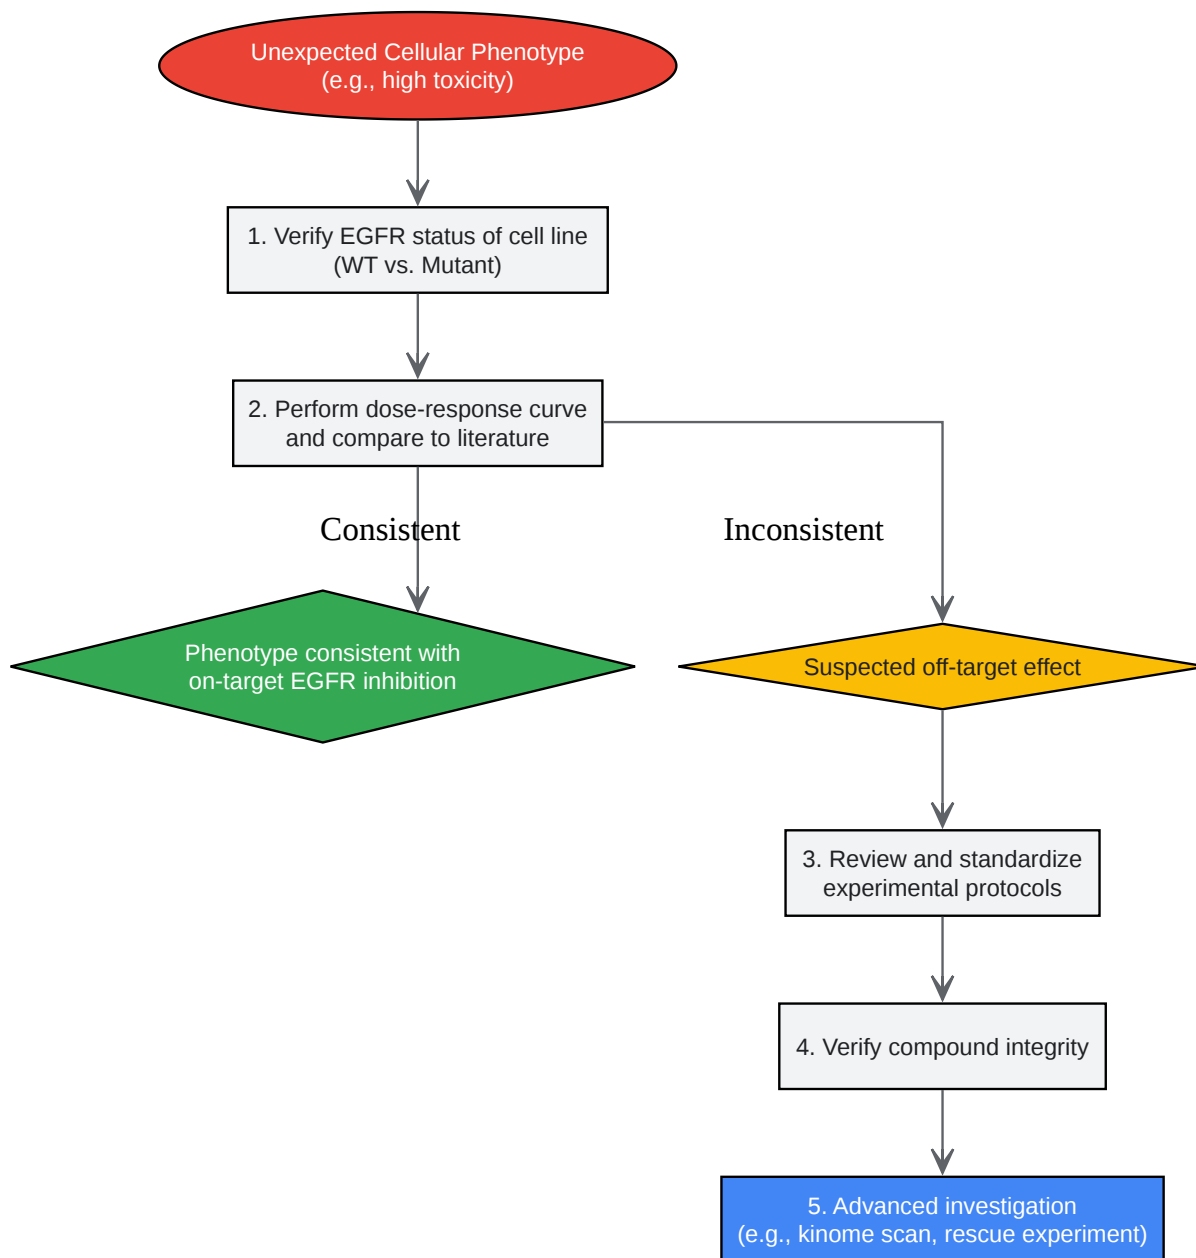 Unexpected Cellular Phenotype
(e.g., high toxicity)
1. Verify EGFR status of cell line
(WT vs. Mutant)
2. Perform dose-response curve
and compare to literature
Consistent
Inconsistent
Phenotype consistent with
on-target EGFR inhibition
Suspected off-target effect
3. Review and standardize
experimental protocols
4. Verify compound integrity
5. Advanced investigation
(e.g., kinome scan, rescue experiment)